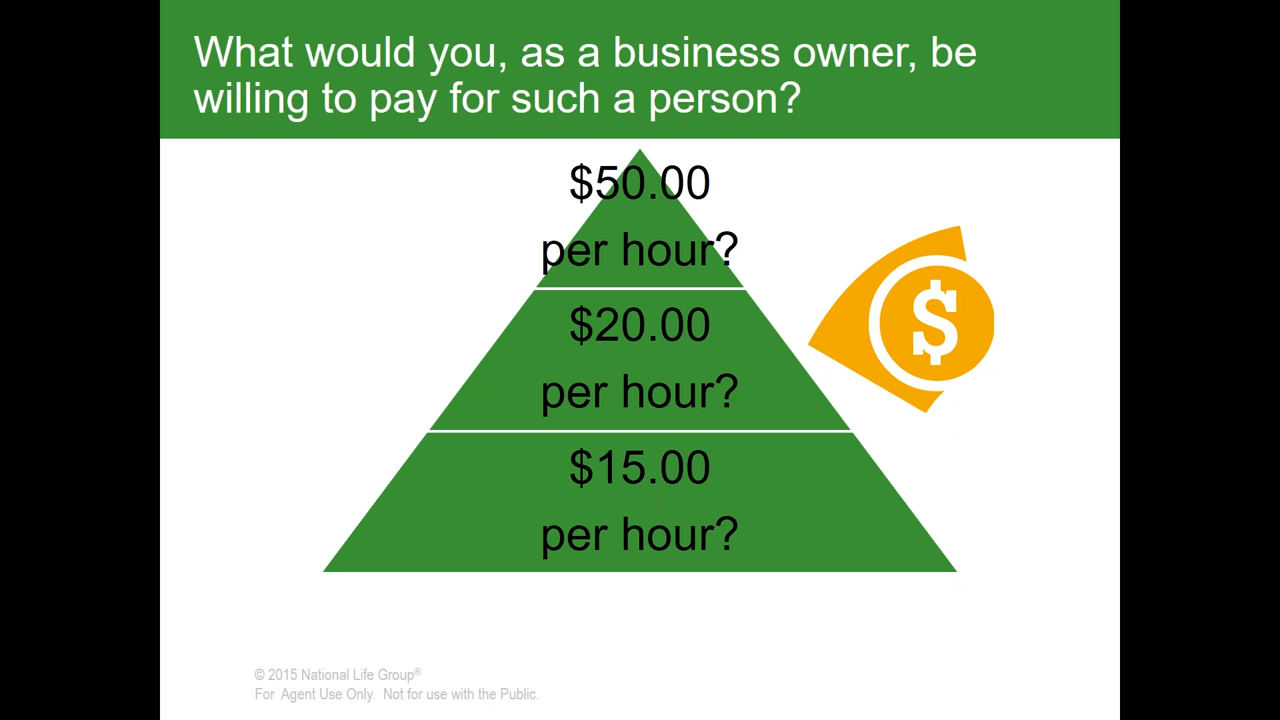 What would you, as a business owner, be
willing to pay for such a person?
$50.00
per hour?
$20.00
per hour?
$
$15.00
per hour?
© 2015 National Life Group®
For Agent Use Only. Not for use with the Public.